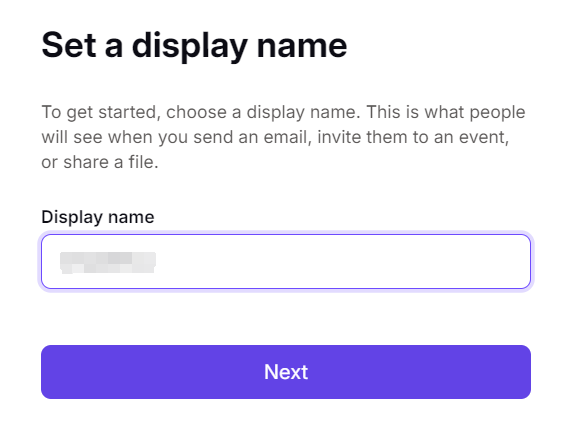 Set a display name
To get started, choose a display name. This is what people
will see when you send an email, invite them to an event,
or share a file.
Display name
Next